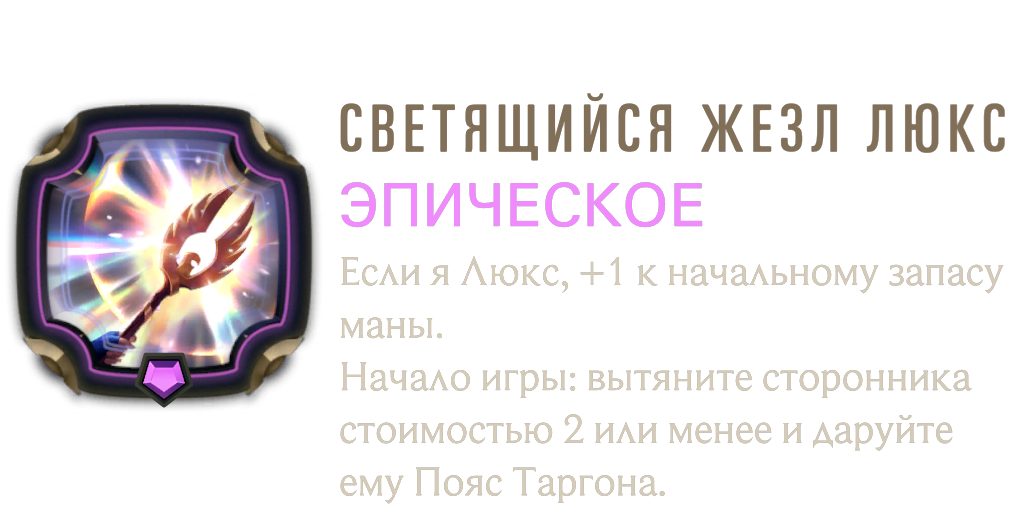 СВЕТЯЩИЙСЯ ЖЕЗЛ ЛЮКС
ЭПИЧЕСКОЕ
Если я Люкс, +1 к начальному запасу
маны.
Начало игры: вытяните сторонника
стоимостью 2 или менее и даруйте
ему Пояс Таргона.